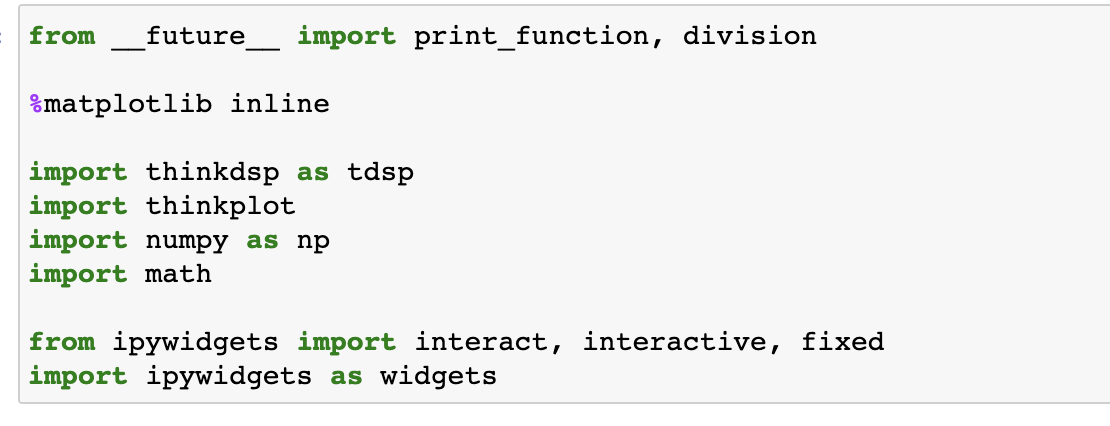 from __future__ import print_function, division
%matplotlib inline
import thinkdsp as tdsp
import thinkplot
import numpy as np
import math
from ipywidgets import interact, interactive, fixed
import ipywidgets as widgets